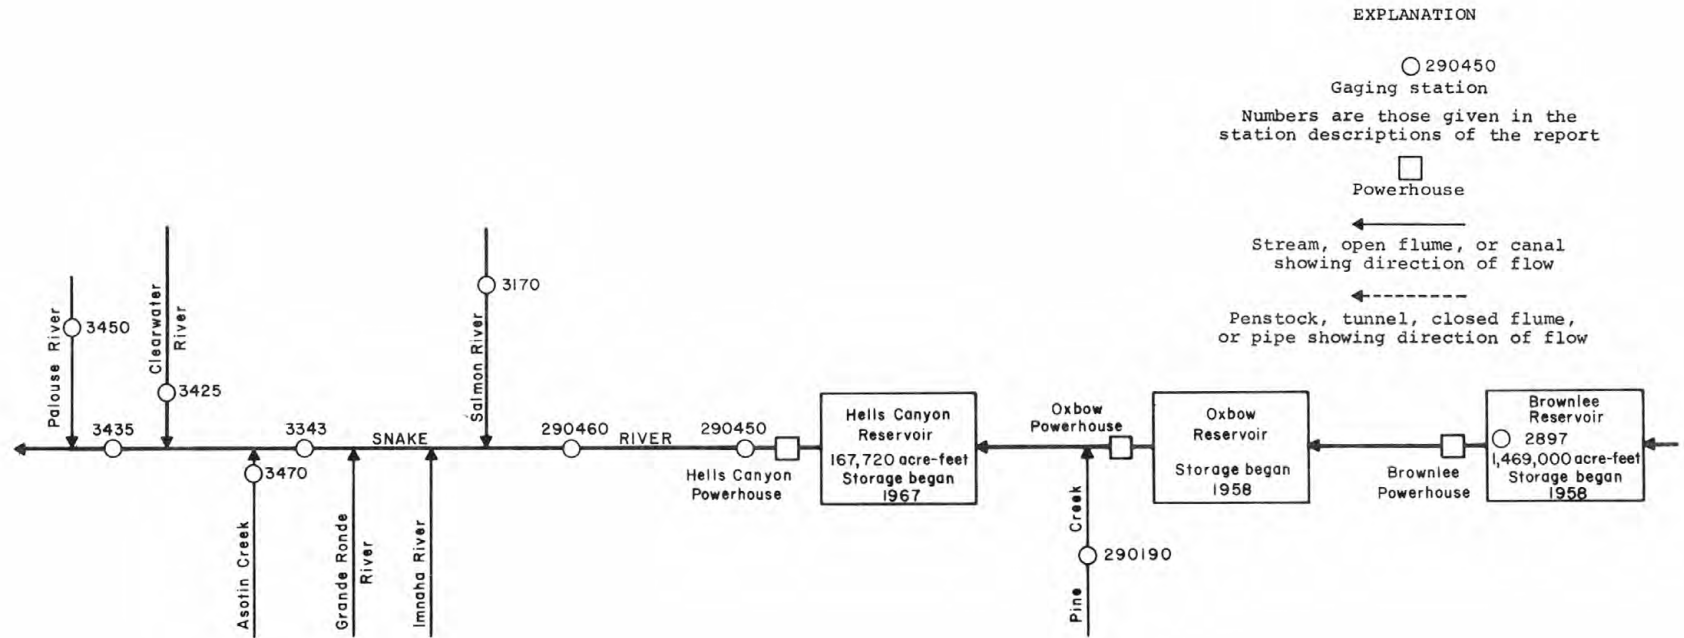 EXPLANATION
290450
Gaging station
Numbers are those given in the
station descriptions of the report
Powerhouse
Stream, open flume, or canal
showing direction of flow
Penstock, tunnel, closed flume,
or pipe showing direction of flow
Palouse River
3450
Clearwater
River
3425
Salmon River
3170
3435
3343
SNAKE
290460
RIVER
290450
Hells Canyon
Powerhouse
Hells Canyon
Reservoir
167,720 acre-feet
Storage began
1967
Oxbow
Powerhouse
Oxbow
Reservoir
Storage began
1958
Brownlee
Powerhouse
Brownlee
Reservoir
2897
1,469,000 acre-feet
Storage began
1958
3470
Asotin Creek
Grande Ronde
River
Imnaha River
Pine Creek
290190